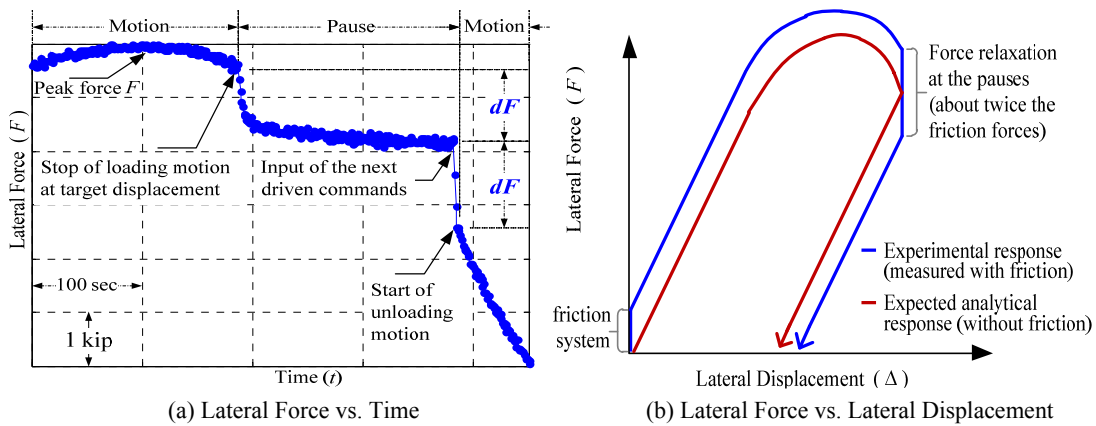 Motion
Pause
Motion
Peak force F
dF
Stop of loading motion
at target displacement
Input of the next
driven commands
dF
100 sec
Start of
unloading
motion
1 kip
Lateral Force (F)
Time (t)
(a) Lateral Force vs. Time
Lateral Force ( F )
Force relaxation
at the pauses
(about twice the
friction forces)
Experimental response
(measured with friction)
Expected analytical
response (without friction)
friction
system
Lateral Displacement ( Δ )
(b) Lateral Force vs. Lateral Displacement